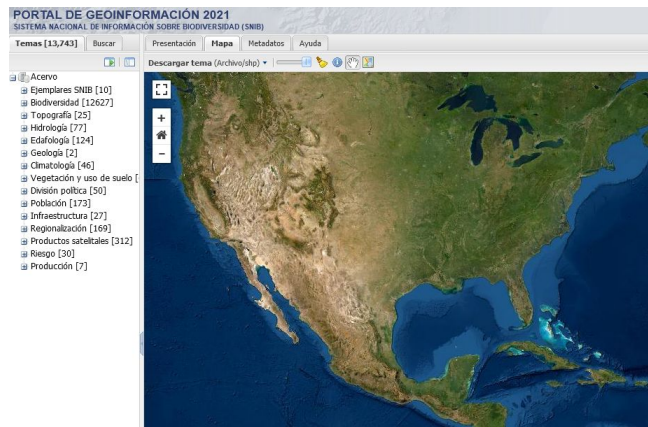 PORTAL DE GEOINFORMACIÓN 2021
SISTEMA NACIONAL DE INFORMACIÓN SOBRE BIODIVERSIDAD (SNIB)
Temas [13,743] Buscar Presentación Mapa Metadatos Ayuda
Descargar tema (Archivo/shp)
Acervo
Ejemplares SNIB [10]
Biodiversidad [12627]
Topografía [25]
Hidrología [77]
Edafología [124]
Geología [2]
Climatología [46]
Vegetación y uso de suelo [
División política [50]
Población [173]
Infraestructura [27]
Regionalización [169]
Productos satelitales [312]
Riesgo [30]
Producción [7]